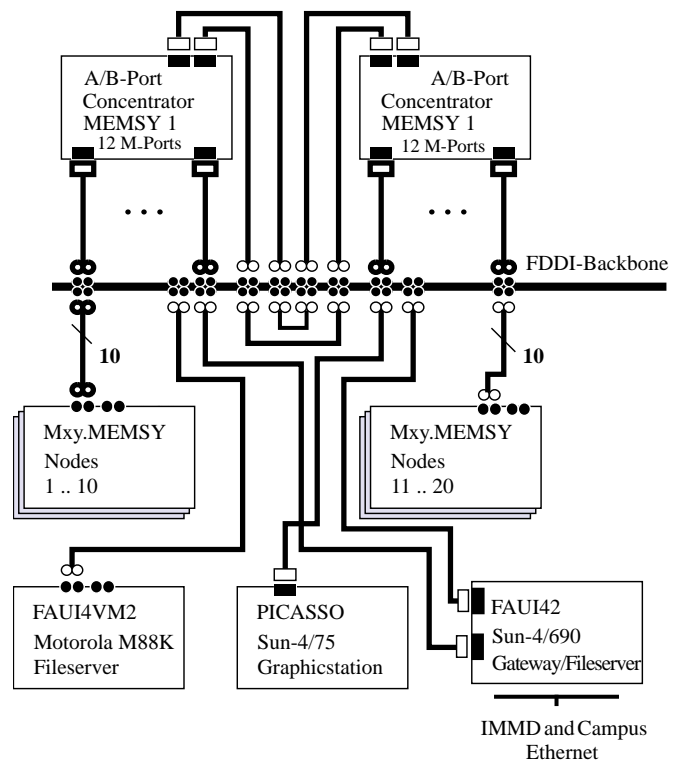 A/B-Port
Concentrator
MEMSY 1
12 M-Ports
A/B-Port
Concentrator
MEMSY 1
12 M-Ports
. . .
. . .
FDDI-Backbone
10
10
Mxy.MEMSY
Nodes
1 .. 10
Mxy.MEMSY
Nodes
11 .. 20
FAUI4VM2
Motorola M88K
Fileserver
PICASSO
Sun-4/75
Graphicstation
FAUI42
Sun-4/690
Gateway/Fileserver
IMMD and Campus
Ethernet